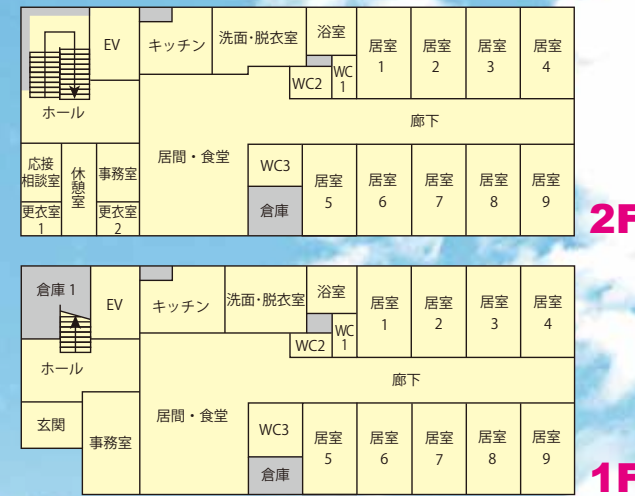 EV
キッチン
洗面・脱衣室
浴室
居室
1
居室
2
居室
3
居室
4
WC2
WC
1
ホール
廊下
居間・食堂
応接
相談室
休憩室
事務室
WC3
居室
5
居室
6
居室
7
居室
8
居室
9
更衣室
1
更衣室
2
倉庫
2F
倉庫 1
EV
キッチン
洗面・脱衣室
浴室
居室
1
居室
2
居室
3
居室
4
WC2
WC
1
ホール
廊下
居間・食堂
玄関
事務室
WC3
居室
5
居室
6
居室
7
居室
8
居室
9
倉庫
1F